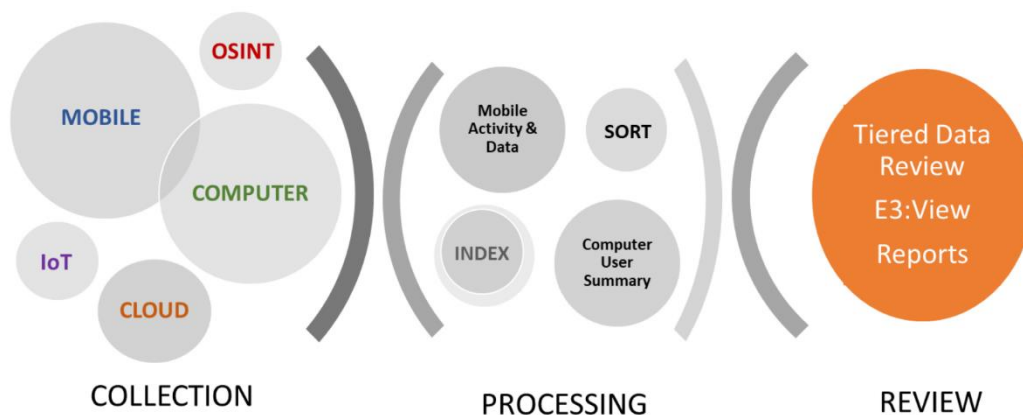 OSINT
MOBILE
COMPUTER
IoT
CLOUD
COLLECTION
Mobile
Activity &
Data
SORT
INDEX
Computer
User
Summary
PROCESSING
Tiered Data
Review
E3:View
Reports
REVIEW